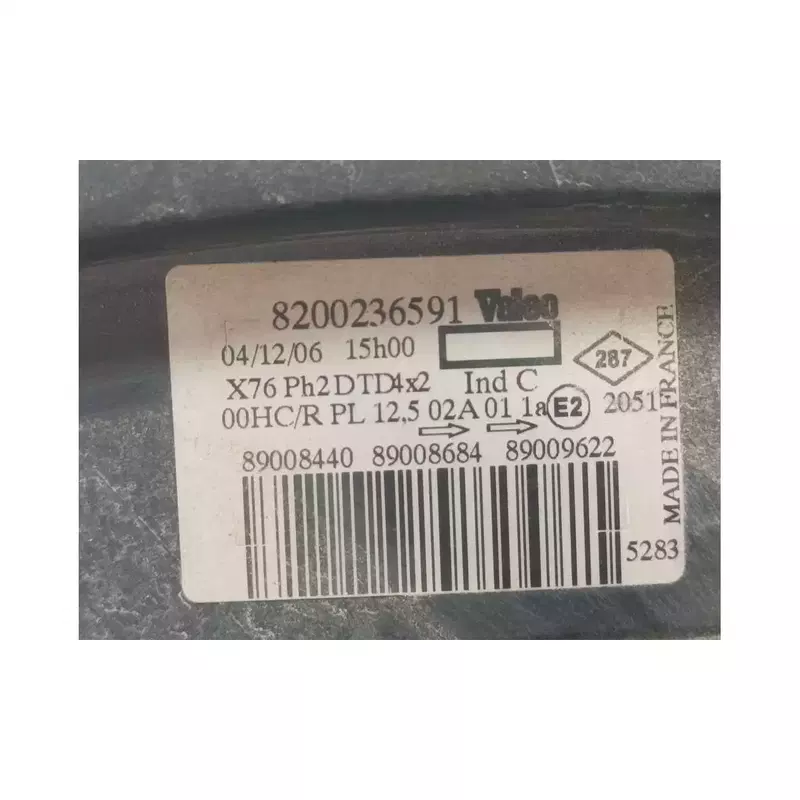 8200236591 Valeo
04/12/06 15h00
287
X76 Ph2 DTD4x2 Ind C
00HC/R PL 12,5 02A 01 1a E2 2051
89008440 89008684 89009622
5283
MADE IN FRANCE